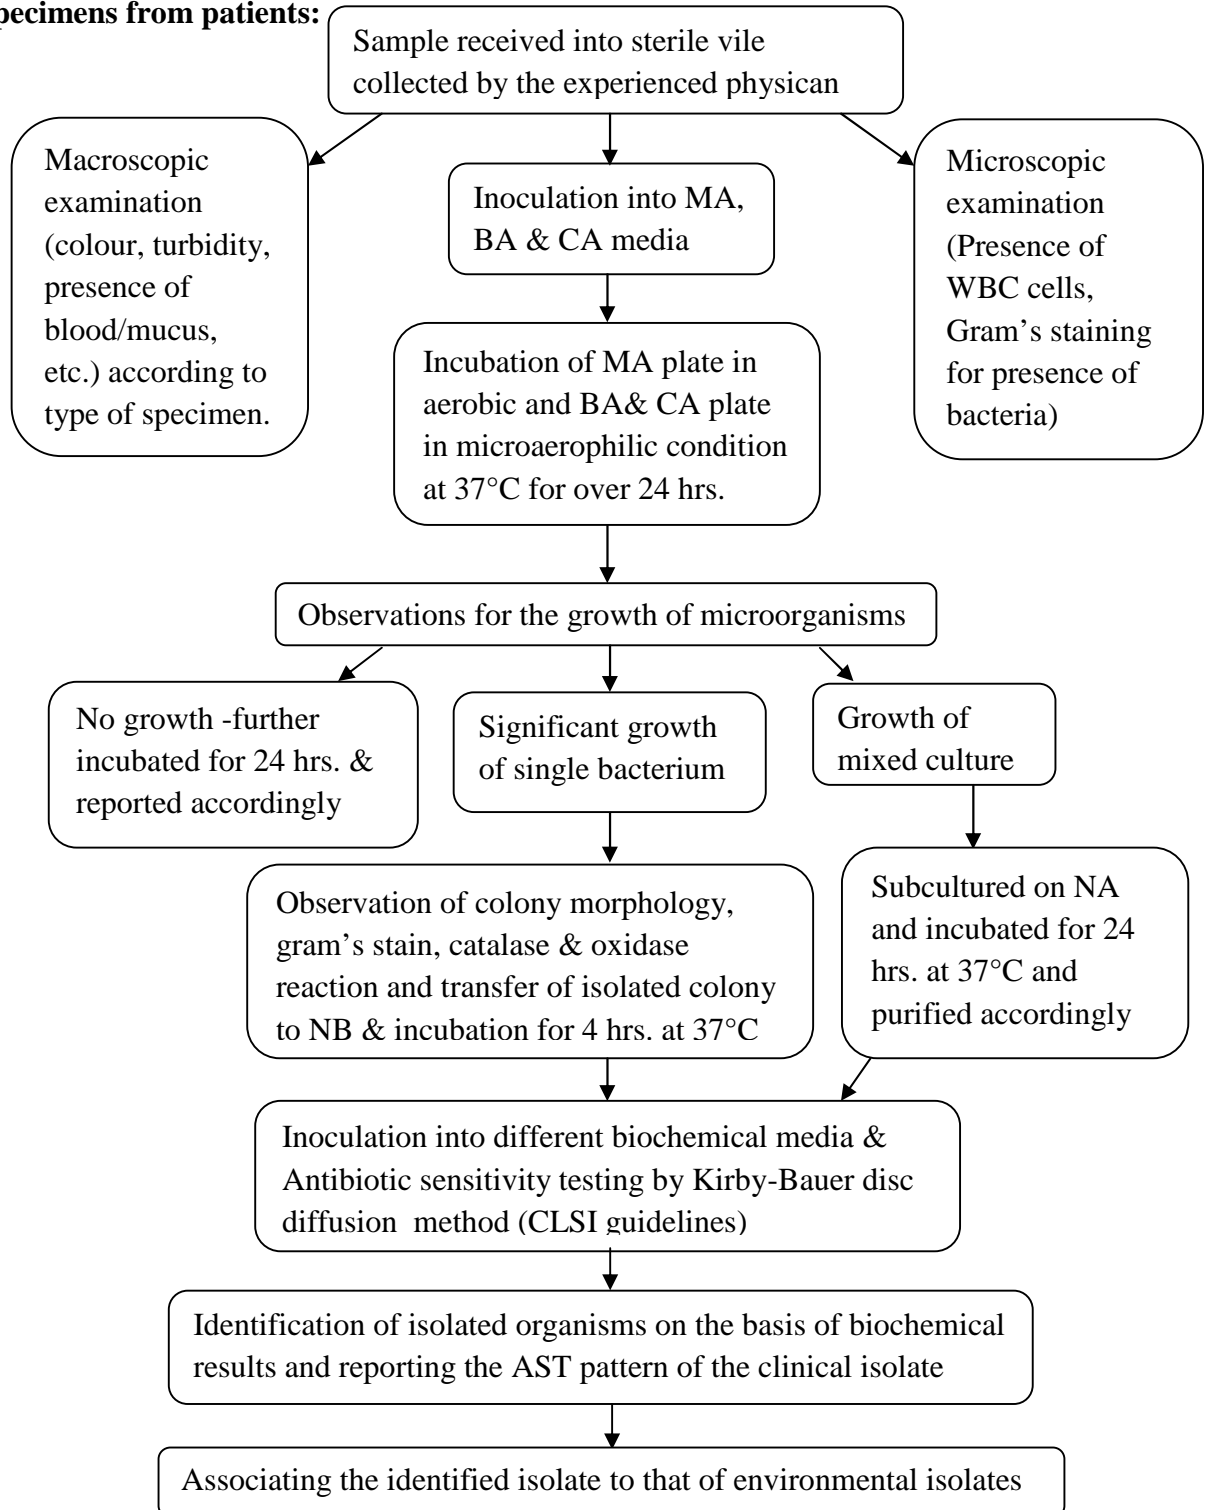 pecimens from patients:
Sample received into sterile vile
collected by the experienced physican
Macroscopic
examination
(colour, turbidity,
presence of
blood/mucus,
etc.) according to
type of specimen.
Inoculation into MA,
BA & CA media
Microscopic
examination
(Presence of
WBC cells,
Gram’s staining
for presence of
bacteria)
Incubation of MA plate in
aerobic and BA& CA plate
in microaerophilic condition
at 37°C for over 24 hrs.
Observations for the growth of microorganisms
No growth -further
incubated for 24 hrs. &
reported accordingly
Significant growth
of single bacterium
Growth of
mixed culture
Observation of colony morphology,
gram’s stain, catalase & oxidase
reaction and transfer of isolated colony
to NB & incubation for 4 hrs. at 37°C
Subcultured on NA
and incubated for 24
hrs. at 37°C and
purified accordingly
Inoculation into different biochemical media &
Antibiotic sensitivity testing by Kirby-Bauer disc
diffusion  method (CLSI guidelines)
Identification of isolated organisms on the basis of biochemical
results and reporting the AST pattern of the clinical isolate
Associating the identified isolate to that of environmental isolates